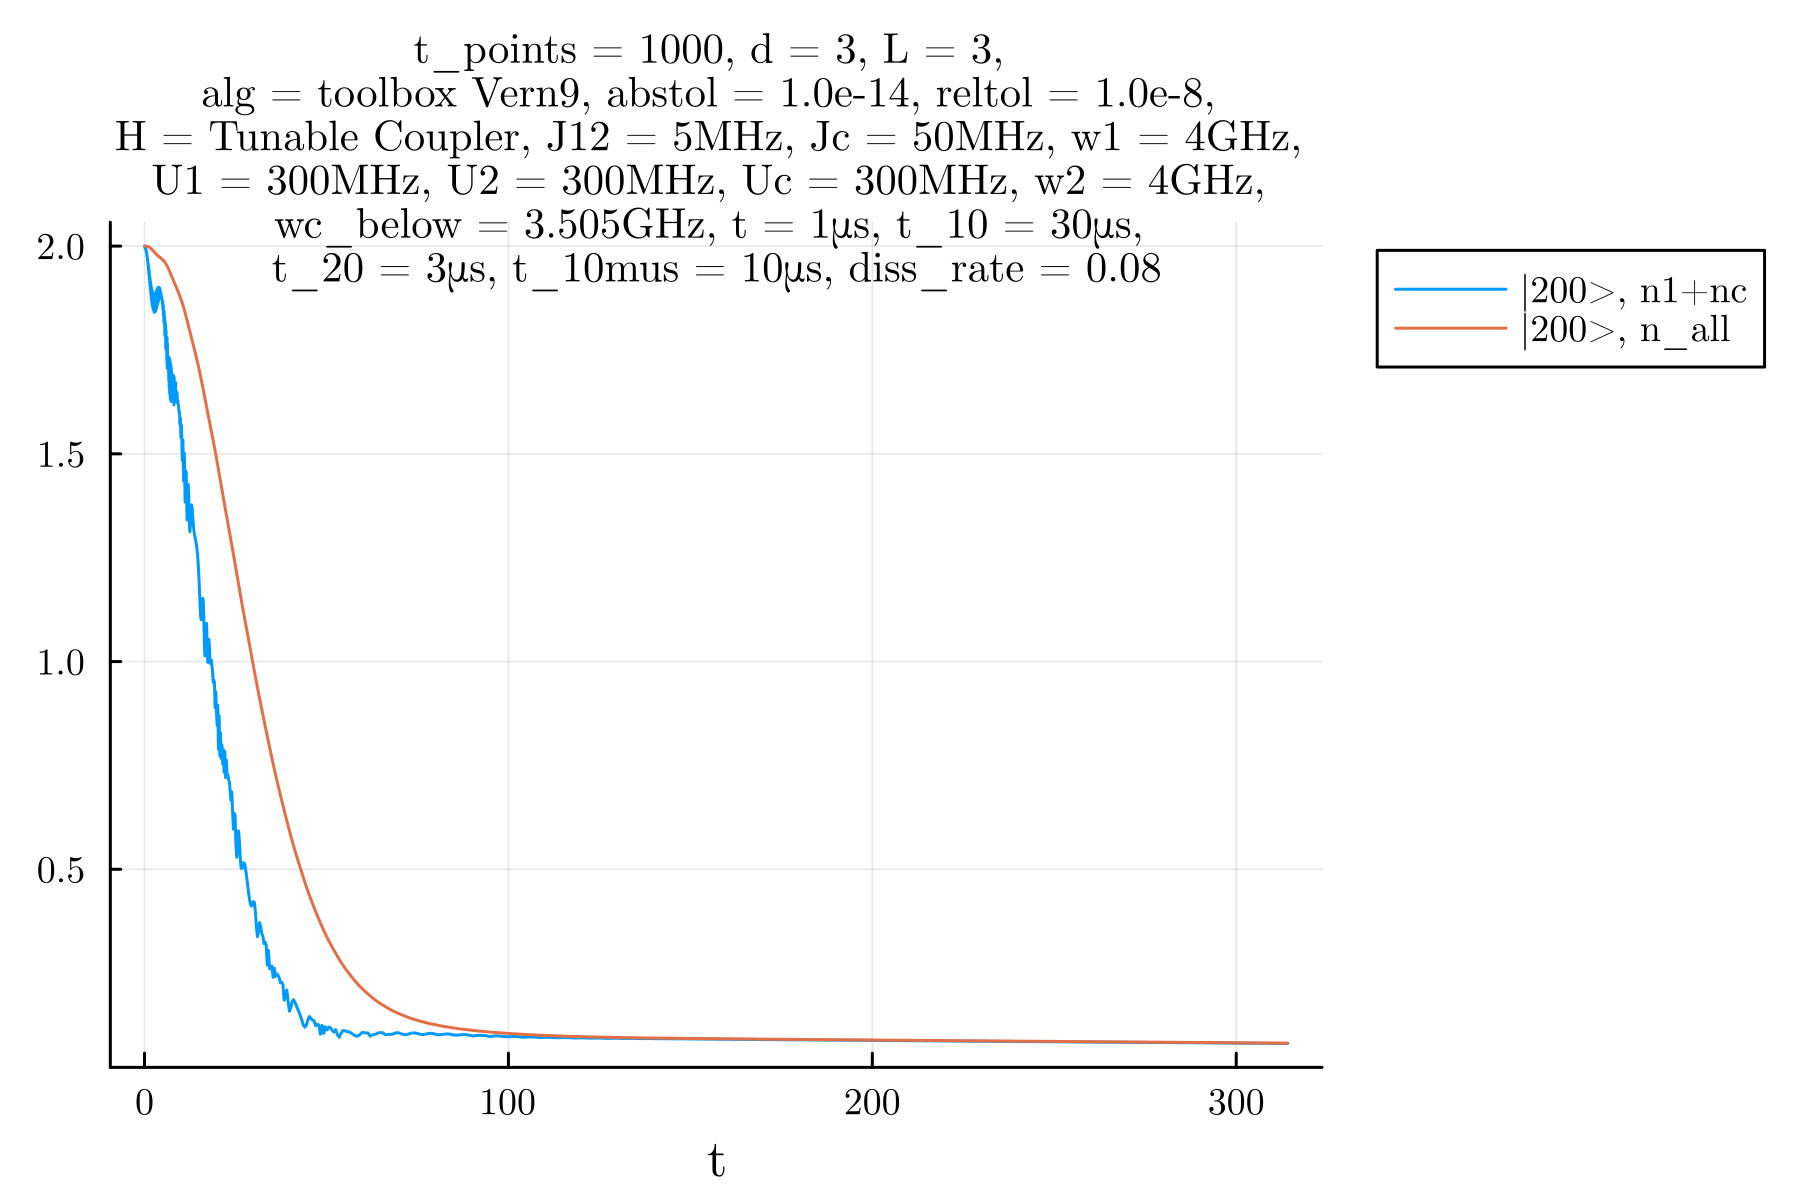 t_points = 1000, d = 3, L = 3,
alg = toolbox Vern9, abstol = 1.0e-14, reltol = 1.0e-8,
H = Tunable Coupler, J12 = 5MHz, Jc = 50MHz, w1 = 4GHz,
U1 = 300MHz, U2 = 300MHz, Uc = 300MHz, w2 = 4GHz,
wc_below = 3.505GHz, t = 1μs, t_10 = 30μs,
t_20 = 3μs, t_10mus = 10μs, diss_rate = 0.08
2.0
1.5
1.0
0.5
0 100 200 300
t
|200>, n1+nc
|200>, n_all